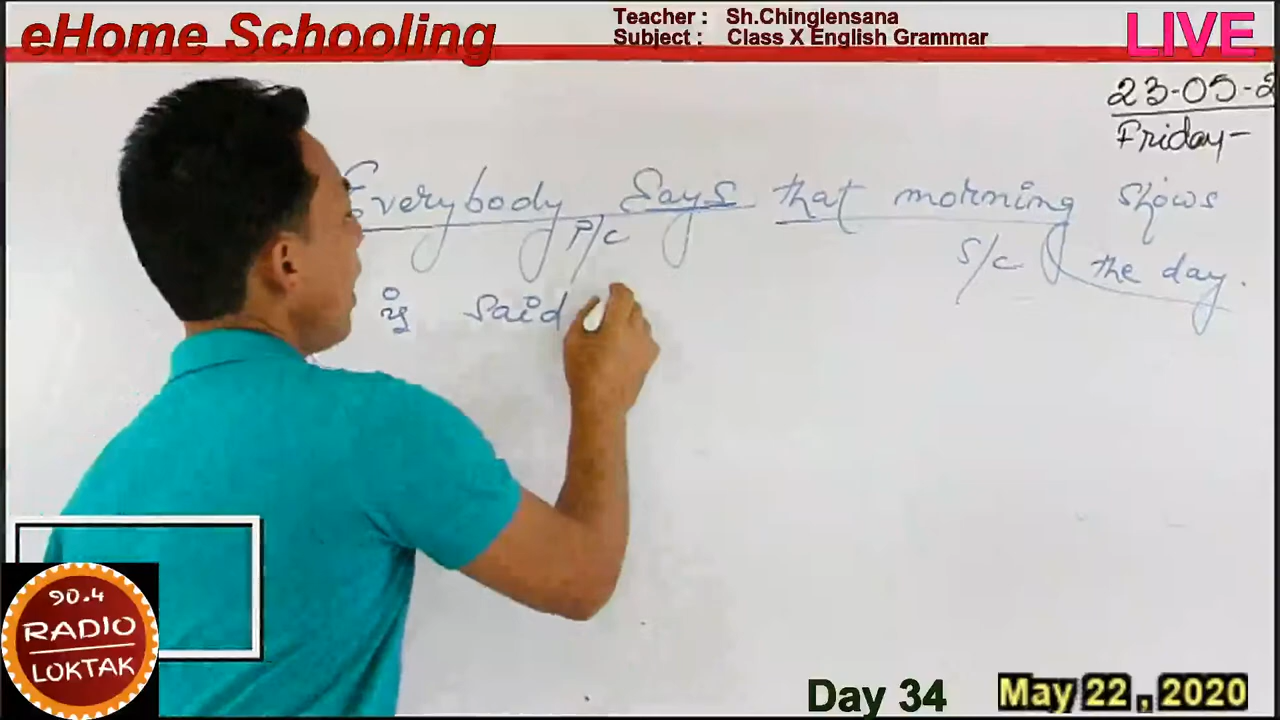 eHome Schooling
Teacher : Sh.Chinglensana
Subject : Class X English Grammar
LIVE
23-05-2
Friday-
Everybody says that morning shows
P/c
S/c
the day.
is said
90.4
RADIO
LOKTAK
Day 34
May 22 , 2020